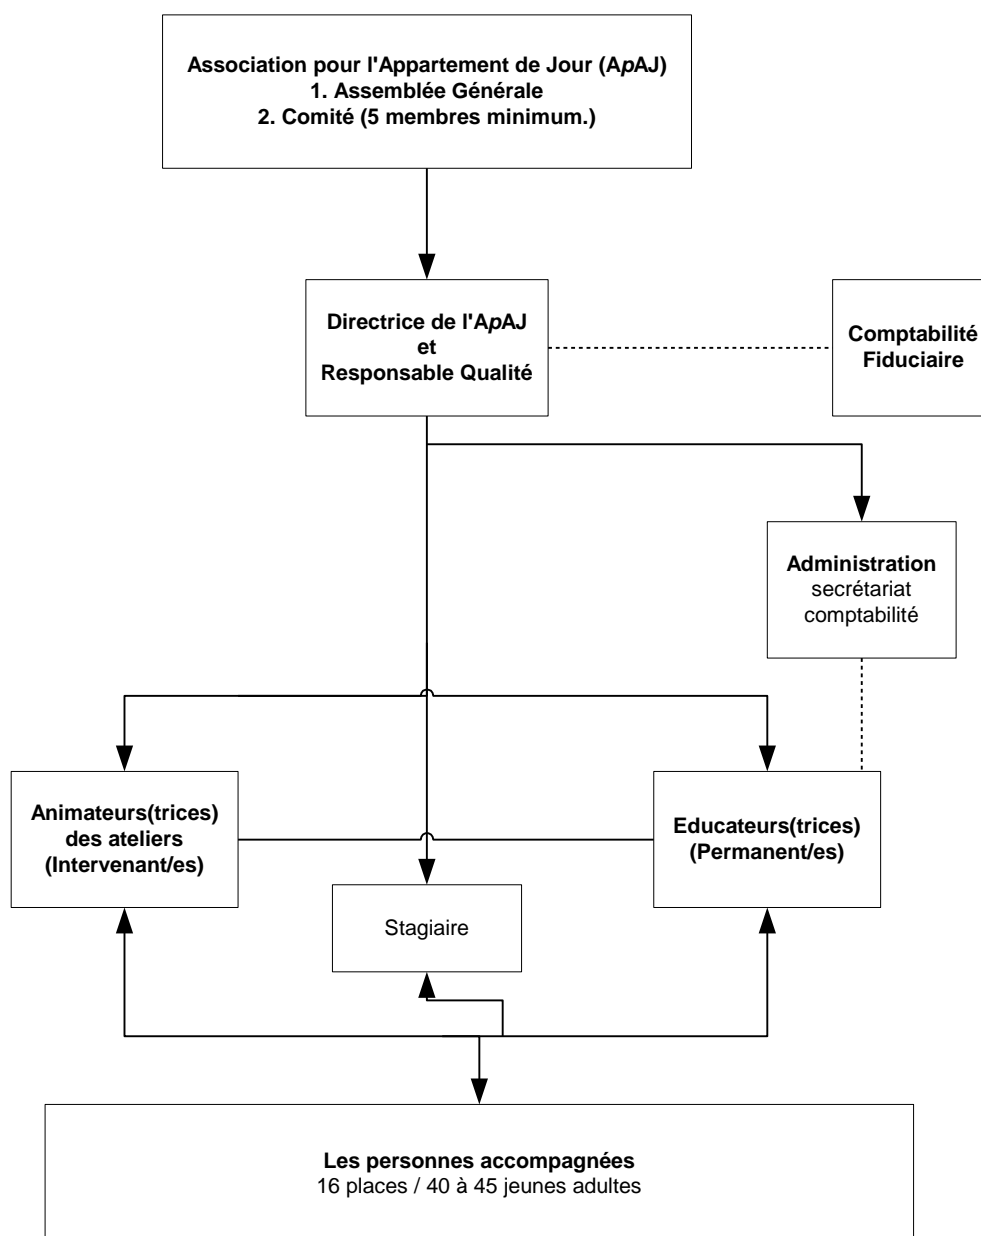 Association pour l'Appartement de Jour (ApAJ)
1. Assemblée Générale
2. Comité (5 membres minimum.)
Directrice de l'ApAJ
et
Responsable Qualité
Comptabilité
Fiduciaire
Administration
secrétariat
comptabilité
Animateurs(trices)
des ateliers
(Intervenant/es)
Educateurs(trices)
(Permanent/es)
Stagiaire
Les personnes accompagnées
16 places / 40 à 45 jeunes adultes